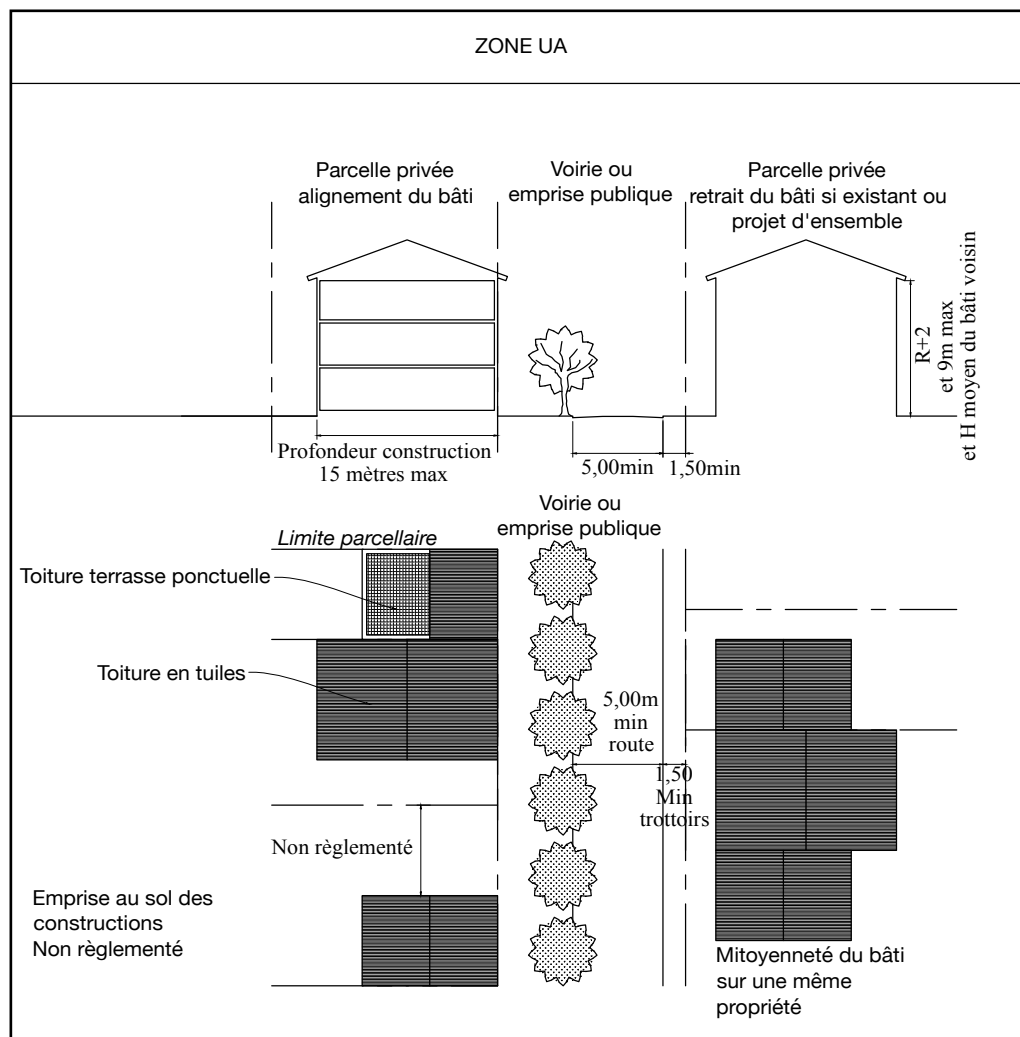 ZONE UA
Parcelle privée
alignement du bâti
Voirie ou
emprise publique
Parcelle privée
retrait du bâti si existant ou
projet d'ensemble
R+2
et 9m max
et H moyen du bâti voisin
Profondeur construction
15 mètres max
5,00min
1,50min
Voirie ou
emprise publique
Limite parcellaire
Toiture terrasse ponctuelle
Toiture en tuiles
5,00m
min
route
1,50
Min
trottoirs
Non règlementé
Emprise au sol des
constructions
Non règlementé
Mitoyenneté du bâti
sur une même
propriété